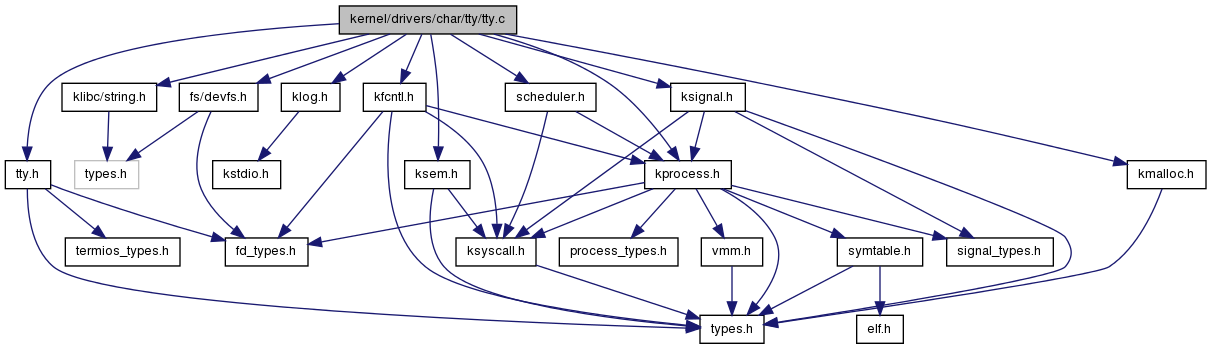 kernel/drivers/char/tty/tty.c
klibc/string.h
fs/devfs.h
klog.h
kfcntl.h
scheduler.h
ksignal.h
tty.h
types.h
kstdio.h
ksem.h
kprocess.h
kmalloc.h
termios_types.h
fd_types.h
ksyscall.h
process_types.h
vmm.h
symtable.h
signal_types.h
types.h
elf.h